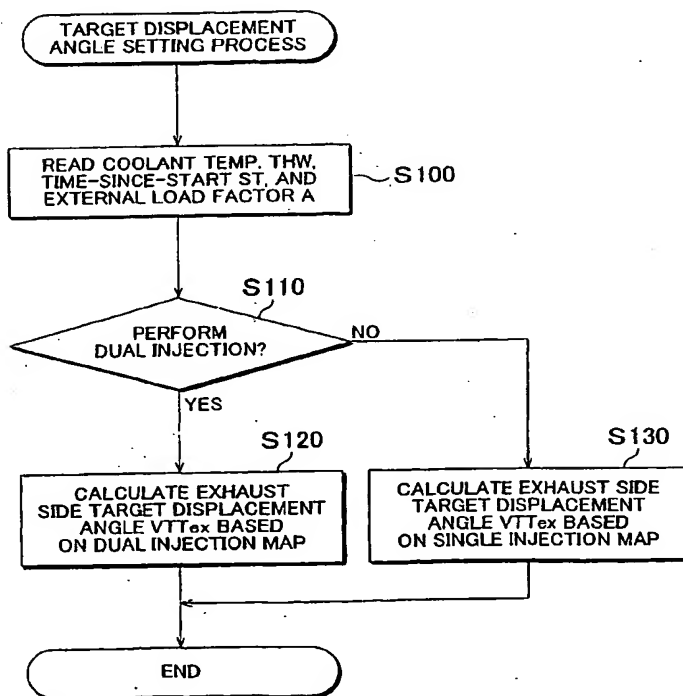 TARGET DISPLACEMENT
ANGLE SETTING PROCESS
READ COOLANT TEMP. THW,
TIME-SINCE-START ST, AND
EXTERNAL LOAD FACTOR A
S100
S110
PERFORM
DUAL INJECTION?
NO
YES
S120
CALCULATE EXHAUST
SIDE TARGET DISPLACEMENT
ANGLE VTTex BASED
ON DUAL INJECTION MAP
S130
CALCULATE EXHAUST SIDE
TARGET DISPLACEMENT
ANGLE VTTex BASED
ON SINGLE INJECTION MAP
END